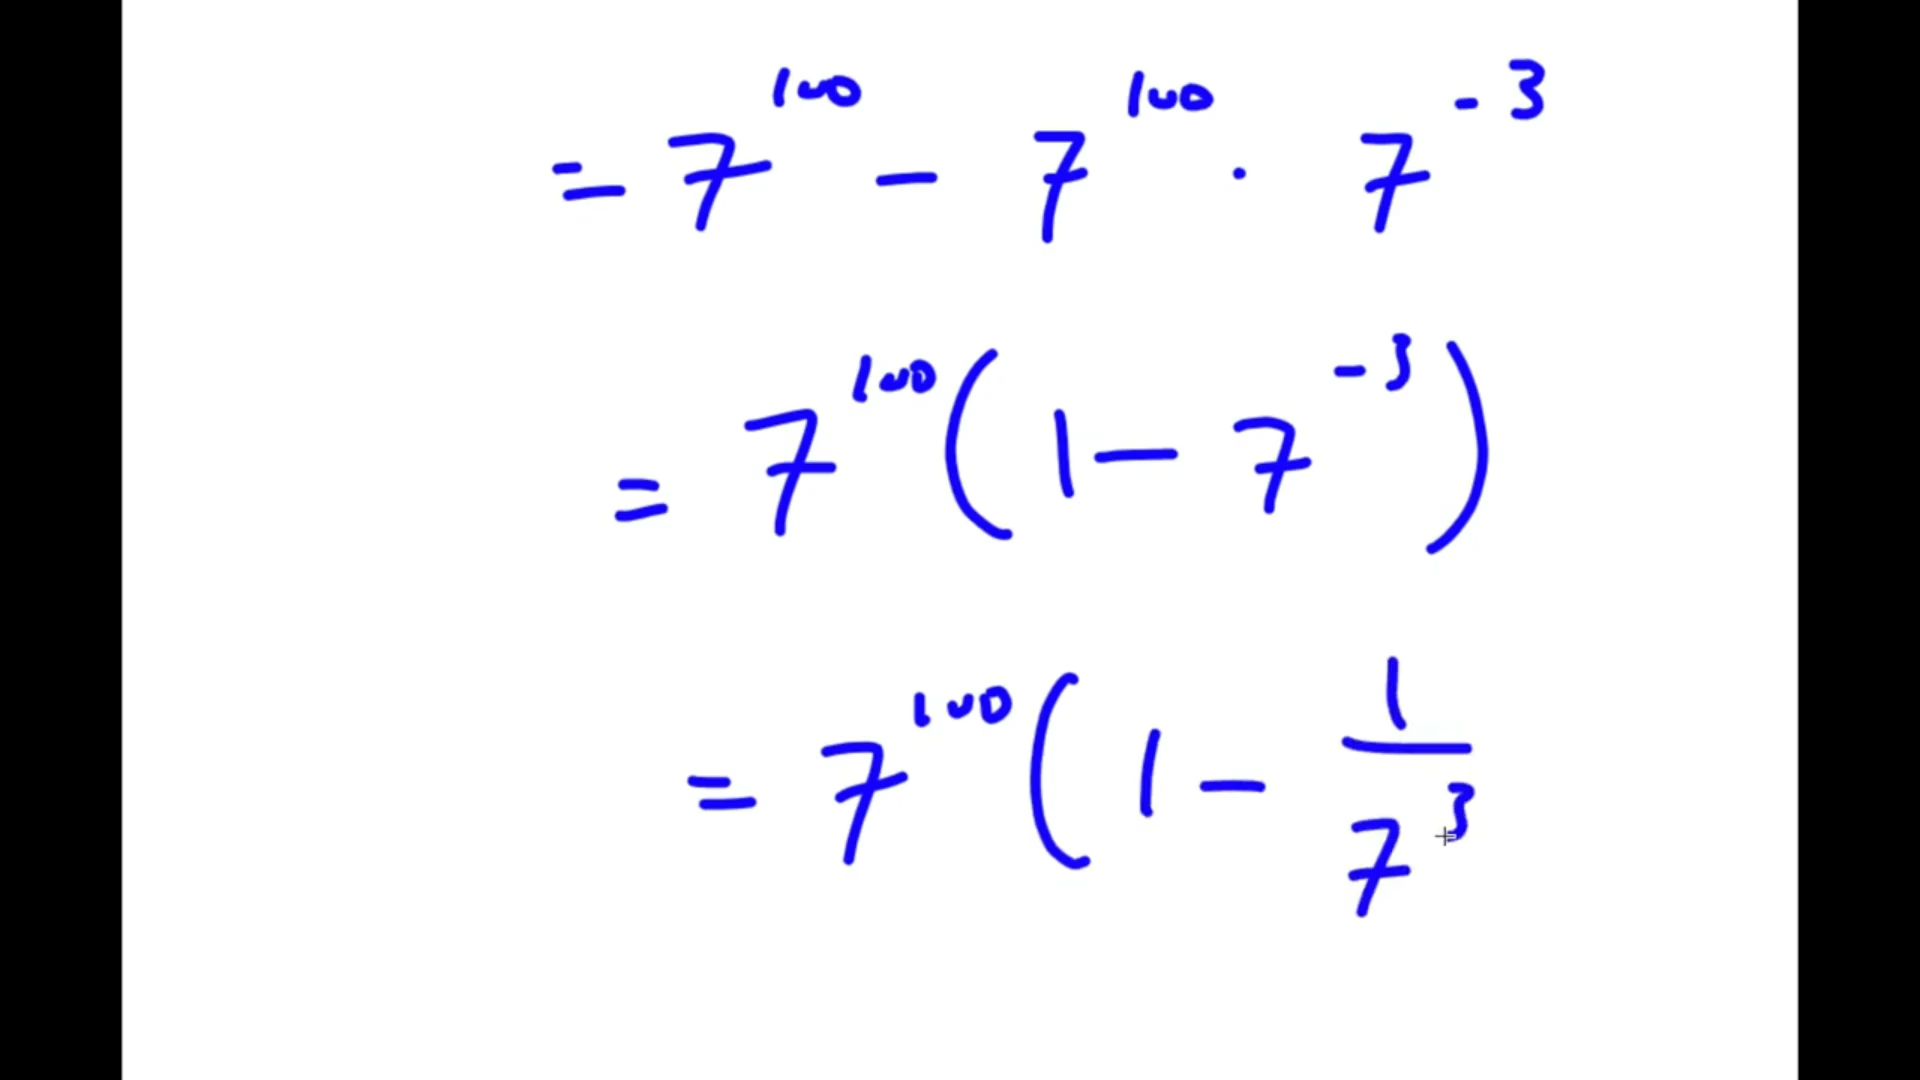 = 7^100 - 7^100 · 7^-3
= 7^100 (1 - 7^-3)
= 7^100 (1 - 1/7^3